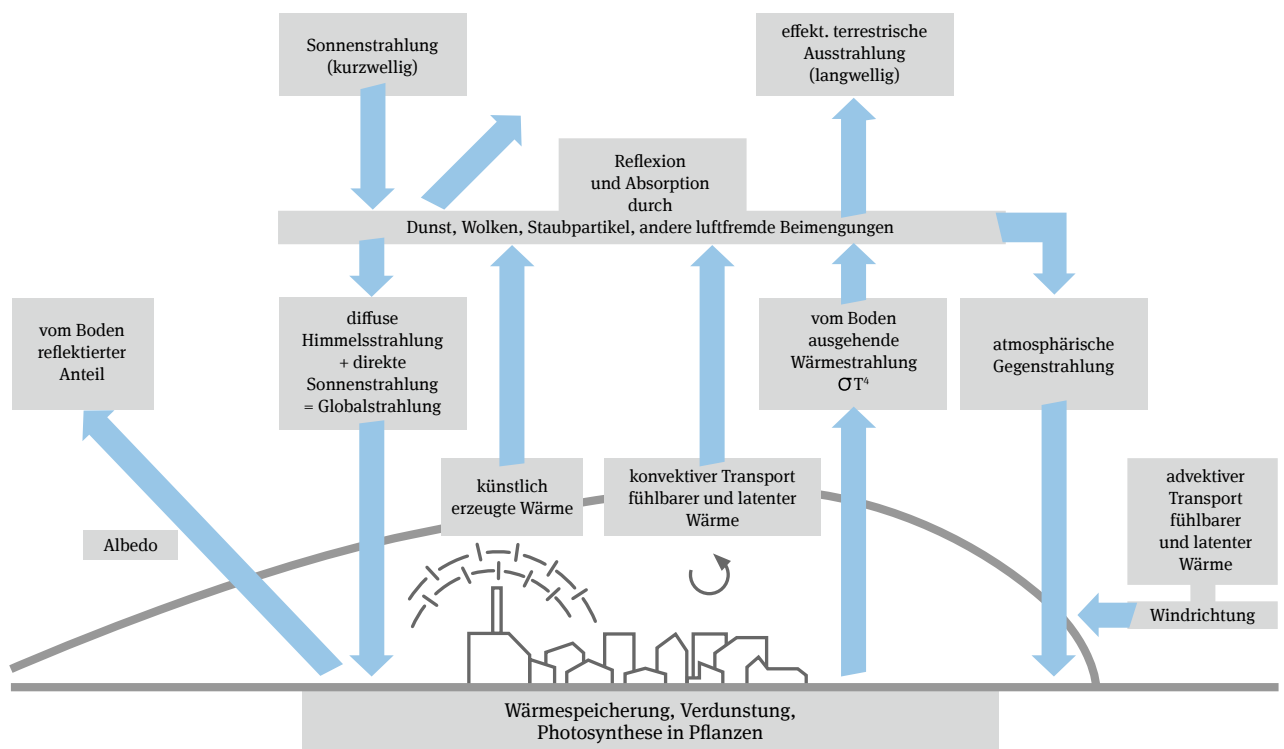 Sonnenstrahlung
(kurzwellig)
effekt. terrestrische
Ausstrahlung
(langwellig)
Reflexion
und Absorption
durch
Dunst, Wolken, Staubpartikel, andere luftfremde Beimengungen
vom Boden
reflektierter
Anteil
diffuse
Himmelsstrahlung
+ direkte
Sonnenstrahlung
= Globalstrahlung
vom Boden
ausgehende
Wärmestrahlung
σT⁴
atmosphärische
Gegenstrahlung
künstlich
erzeugte Wärme
konvektiver Transport
fühlbarer und latenter
Wärme
advektiver
Transport
fühlbarer
und latenter
Wärme
Albedo
Windrichtung
Wärmespeicherung, Verdunstung,
Photosynthese in Pflanzen